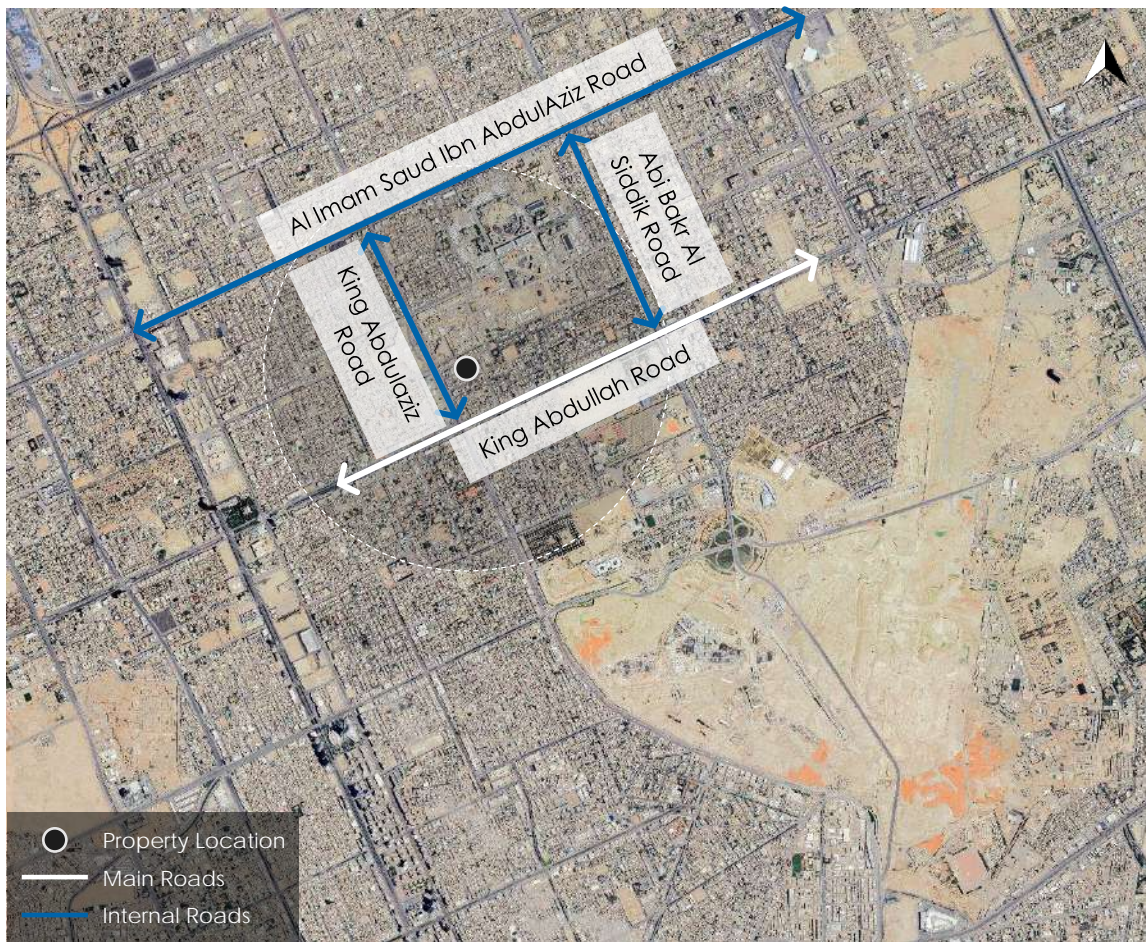 Al Imam Saud Ibn AbdulAziz Road
Abi Bakr Al
Siddik Road
King Abdulaziz
Road
King Abdullah Road
Property Location
Main Roads
Internal Roads